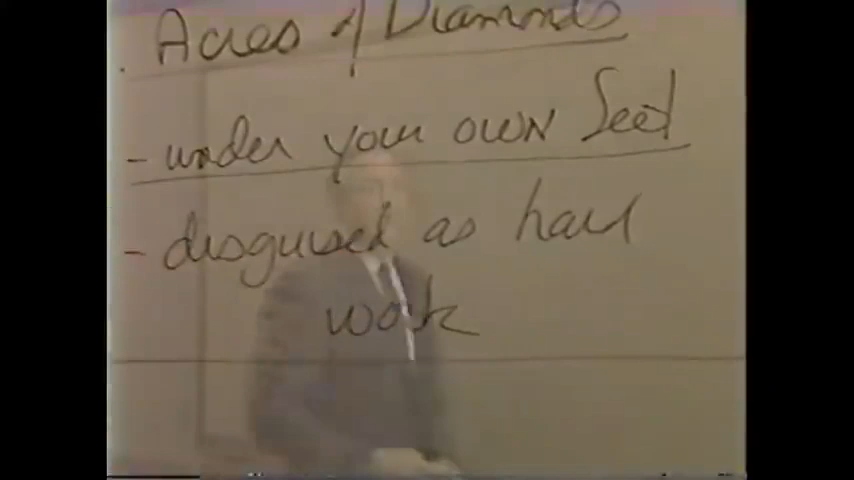 Acres of Diamonds
- under your own feet
- disguised as hard
work